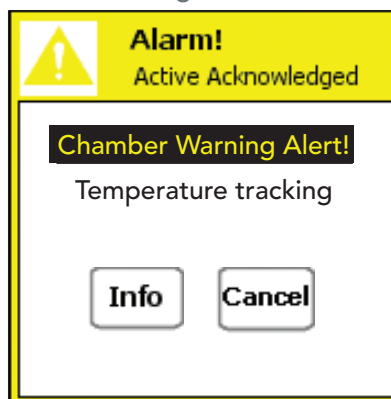 Alarm!
Active Acknowledged
Chamber Warning Alert!
Temperature tracking
Info Cancel